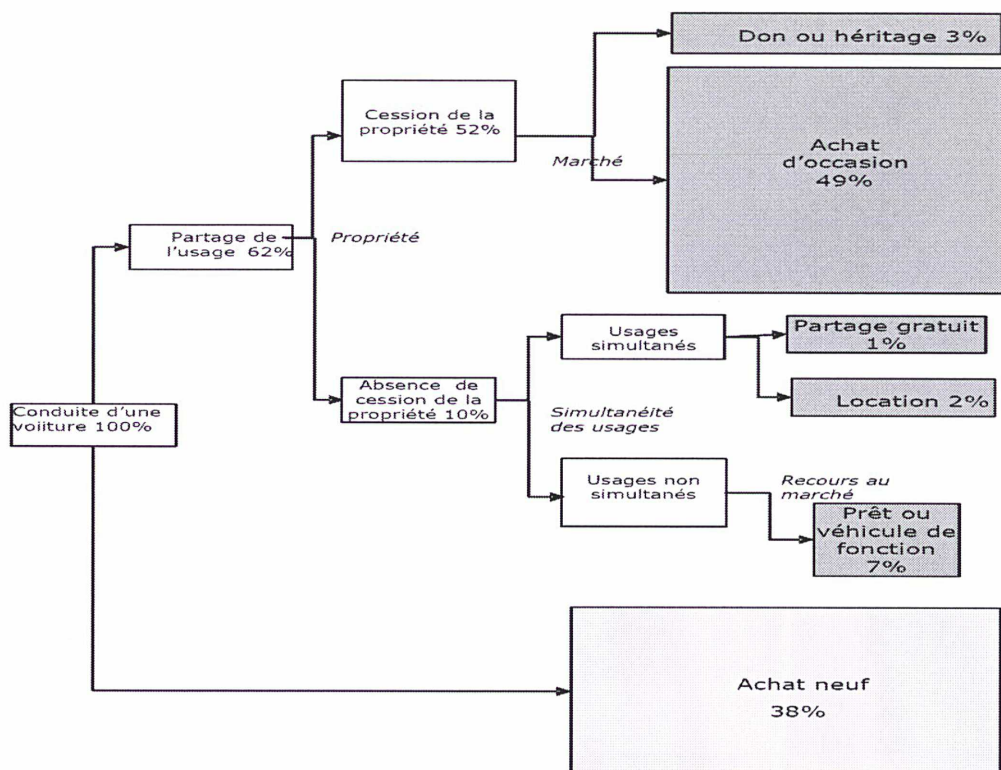 Don ou héritage 3%
Cession de la
propriété 52%
Marché
Achat
d'occasion
49%
Partage de
l'usage 62%
Propriété
Usages
simultanés
Partage gratuit
1%
Location 2%
Absence de
cession de la
propriété 10%
Simultanéité
des usages
Conduite d'une
voiiture 100%
Usages non
simultanés
Recours au
marché
Prêt ou
véhicule de
fonction
7%
Achat neuf
38%